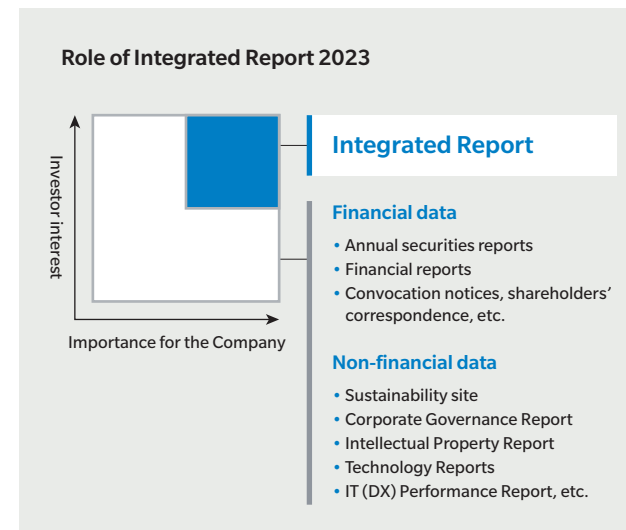 Role of Integrated Report 2023
Investor interest
Importance for the Company
Integrated Report
Financial data
• Annual securities reports
• Financial reports
• Convocation notices, shareholders’
correspondence, etc.
Non-financial data
• Sustainability site
• Corporate Governance Report
• Intellectual Property Report
• Technology Reports
• IT (DX) Performance Report, etc.